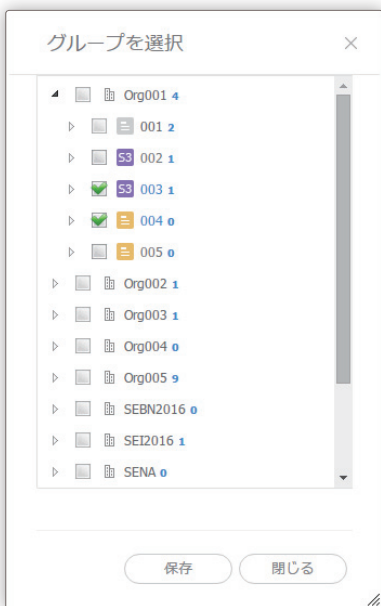 グループを選択
Org001 4
001 2
S3 002 1
S3 003 1
004 0
005 0
Org002 1
Org003 1
Org004 0
Org005 9
SEBN2016 0
SEI2016 1
SENA 0
保存 閉じる